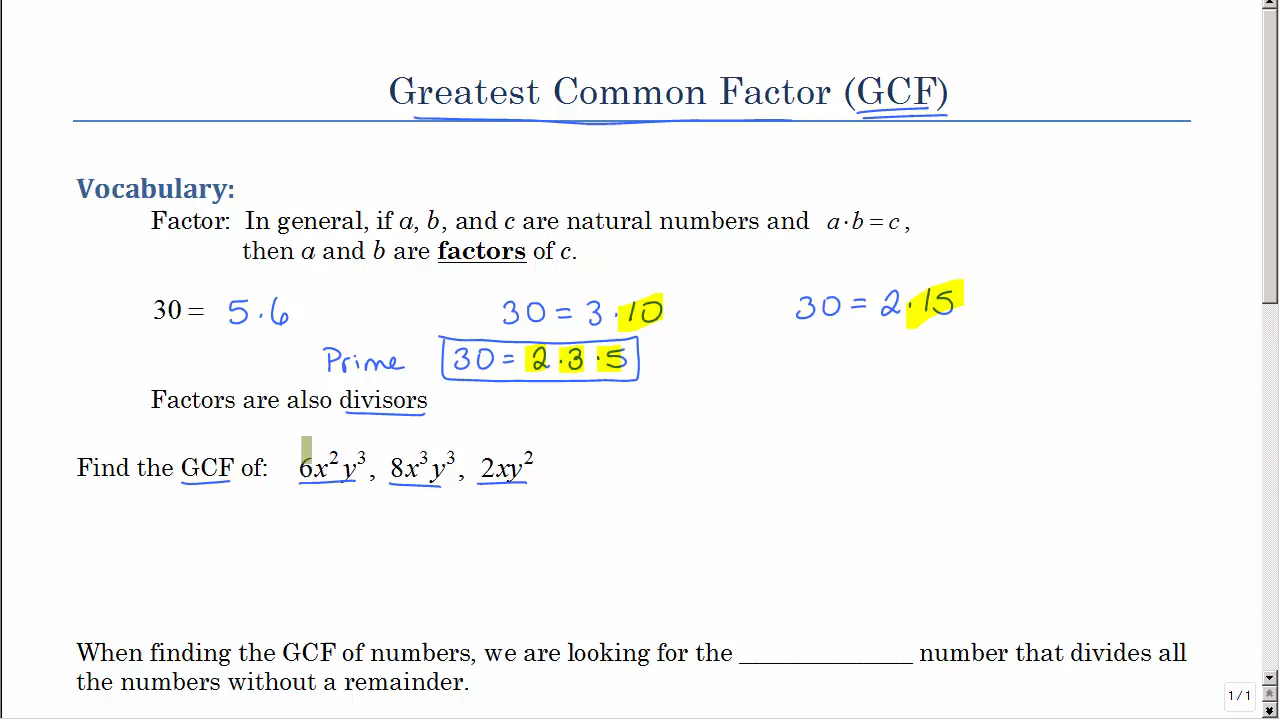 Greatest Common Factor (GCF)
Vocabulary:
Factor: In general, if a, b, and c are natural numbers and a·b = c,
then a and b are factors of c.
30 = 5·6 30 = 3·10 30 = 2·15
Prime 30 = 2·3·5
Factors are also divisors
Find the GCF of: 6x²y³, 8x³y³, 2xy²
When finding the GCF of numbers, we are looking for the _____________ number that divides all
the numbers without a remainder.
1/1